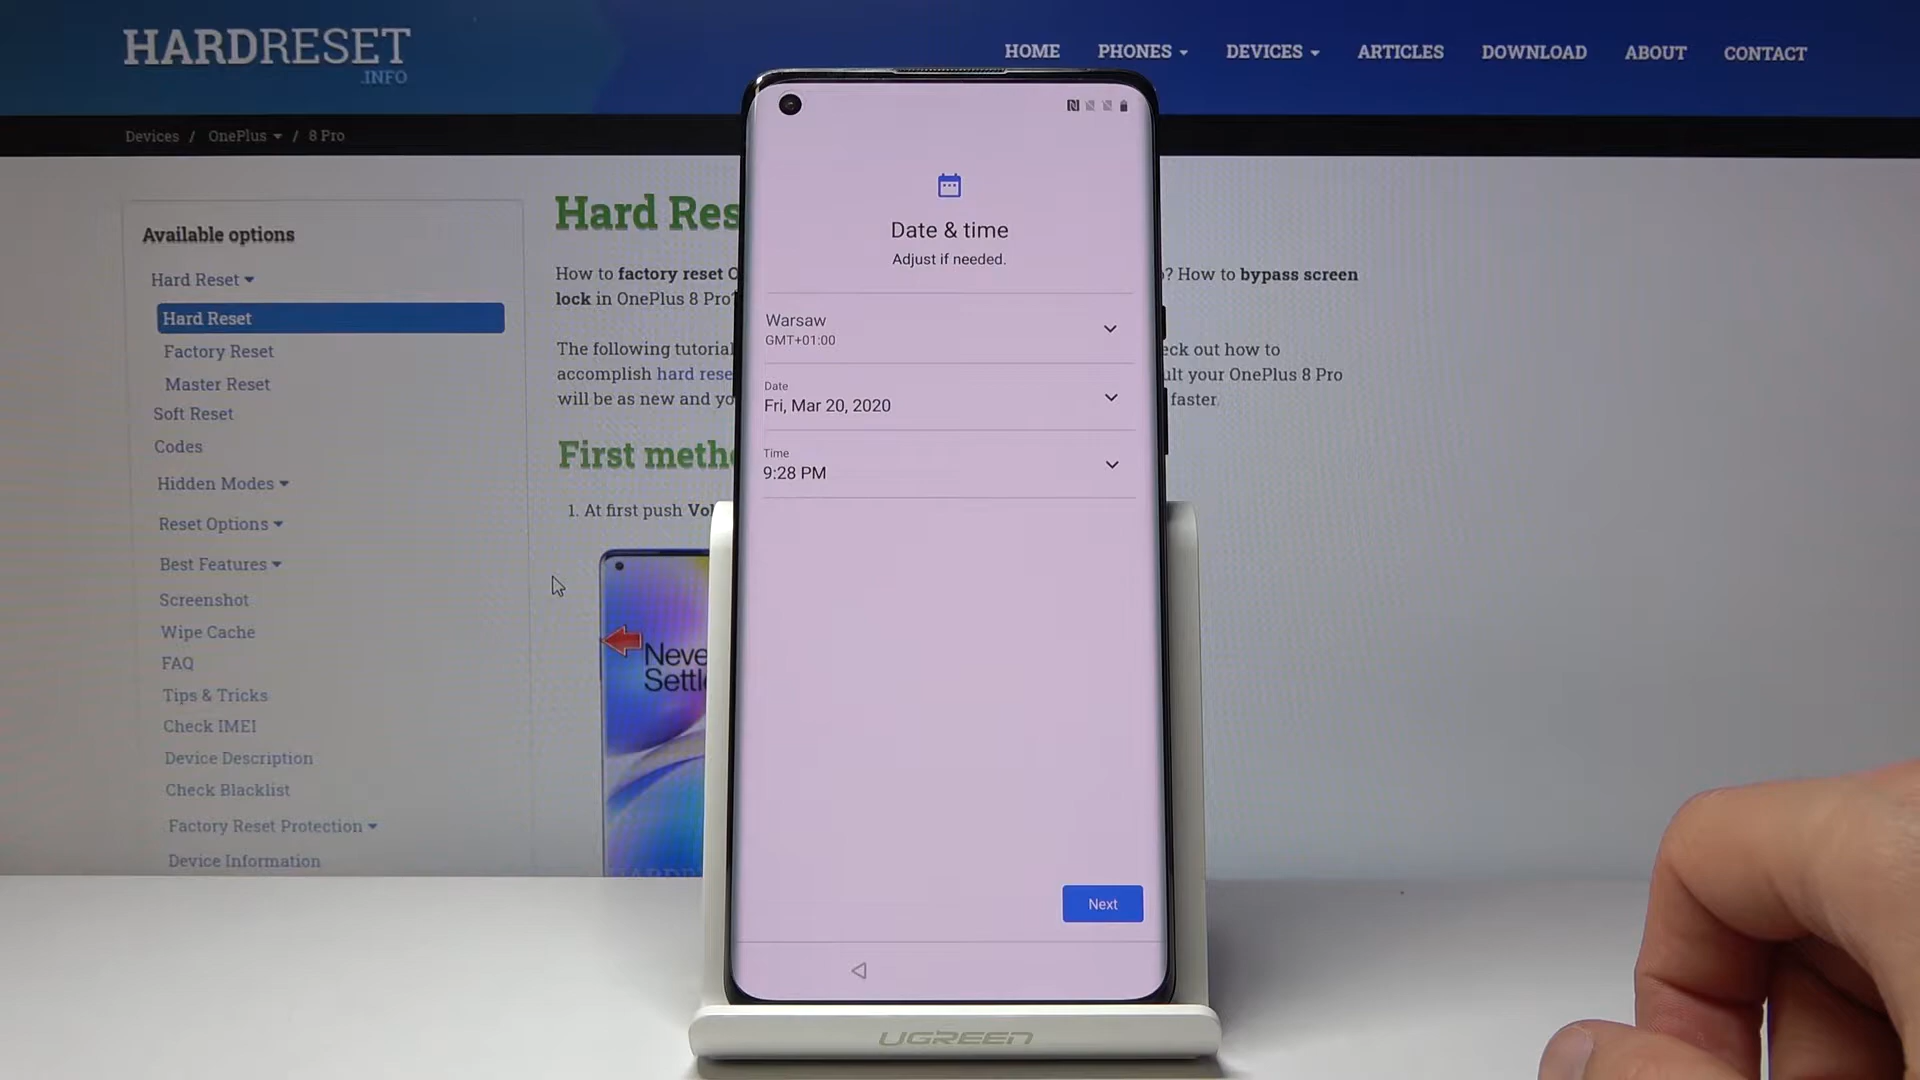 HARDRESET
.INFO
HOME PHONES DEVICES ARTICLES DOWNLOAD ABOUT CONTACT
Devices / OnePlus / 8 Pro
Available options
Hard Reset
Hard Reset
Factory Reset
Master Reset
Soft Reset
Codes
Hidden Modes
Reset Options
Best Features
Screenshot
Wipe Cache
FAQ
Tips & Tricks
Check IMEI
Device Description
Check Blacklist
Factory Reset Protection
Device Information
Hard Res
How to factory reset O ? How to bypass screen
lock in OnePlus 8 Pro?
The following tutorial eck out how to
accomplish hard rese ult your OnePlus 8 Pro
will be as new and yo faster
First meth
1. At first push Vol
Neve
Settl
Date & time
Adjust if needed.
Warsaw
GMT+01:00
Date
Fri, Mar 20, 2020
Time
9:28 PM
Next
UGREEN